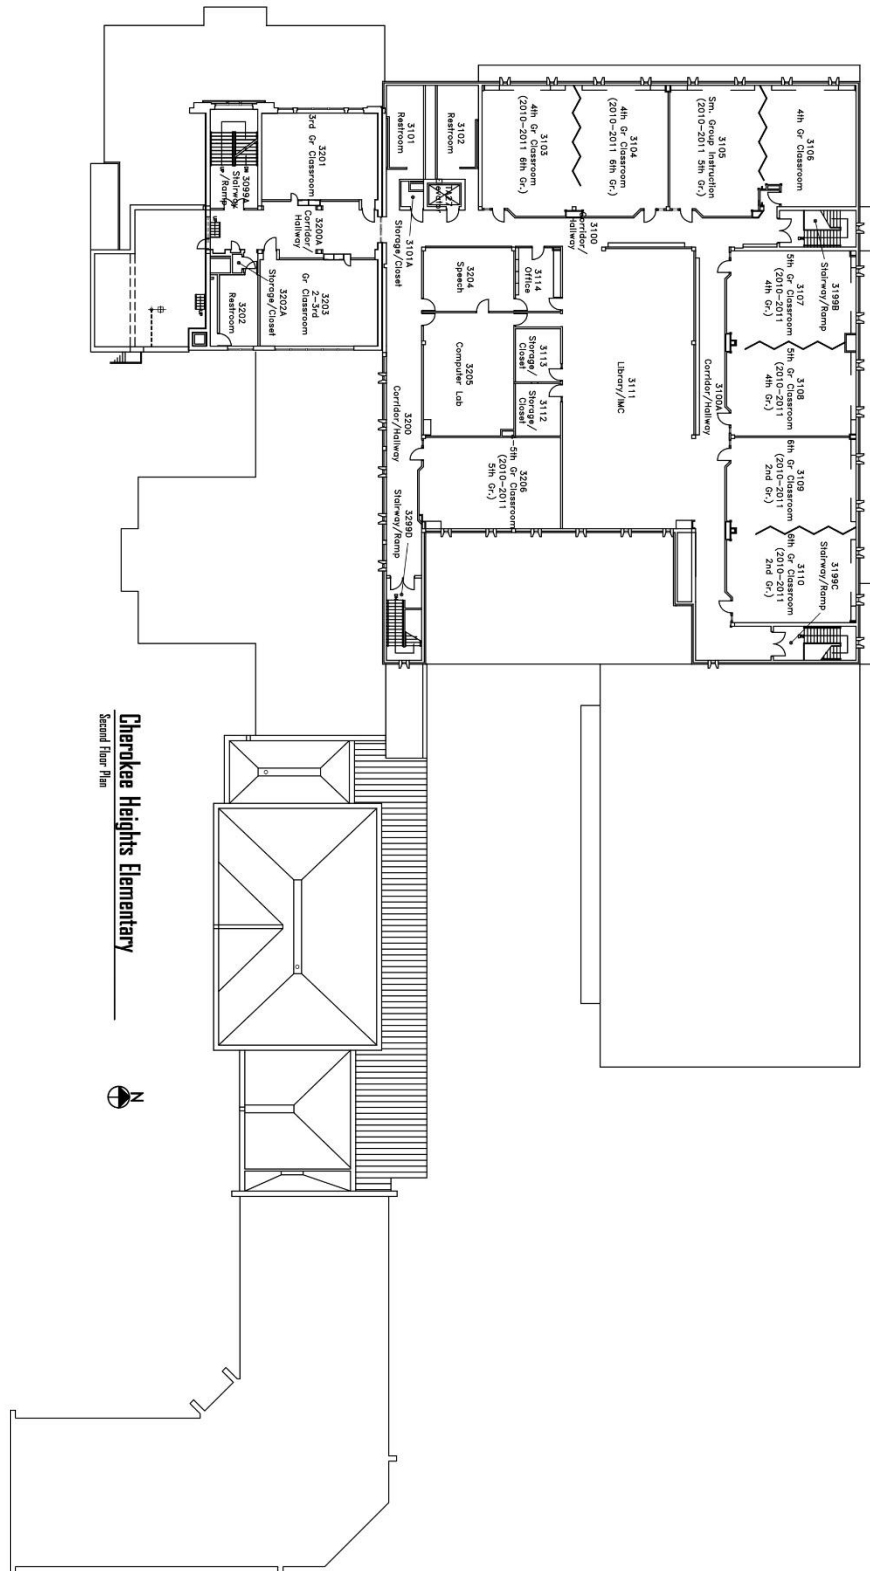 3106
4th Gr Classroom
3199B
Stairway/Ramp
3107
5th Gr Classroom
(2010-2011
4th Gr.)
3108
5th Gr Classroom
(2010-2011
4th Gr.)
3109
6th Gr Classroom
(2010-2011
2nd Gr.)
3110
6th Gr Classroom
(2010-2011
2nd Gr.)
3199C
Stairway/Ramp
3105
Sm. Group Instruction
(2010-2011 5th Gr.)
3100A
Corridor/Hallway
3104
4th Gr Classroom
(2010-2011 6th Gr.)
3111
Library/IMC
3100
Corridor/
Hallway
3103
4th Gr Classroom
(2010-2011 6th Gr.)
3114
Office
3113
Storage/
Closet
3112
Storage/
Closet
3206
5th Gr Classroom
(2010-2011
5th Gr.)
3102
Restroom
3204
Speech
3205
Computer Lab
3101
Restroom
3101A
Storage/Closet
3200
Corridor/Hallway
3299D
Stairway/Ramp
3201
3rd Gr Classroom
3200A
Corridor/
Hallway
3203
2-3rd
Gr Classroom
3099A
Stairway
/Ramp
3202A
Storage/Closet
3202
Restroom
Cherokee Heights Elementary
Second Floor Plan
N